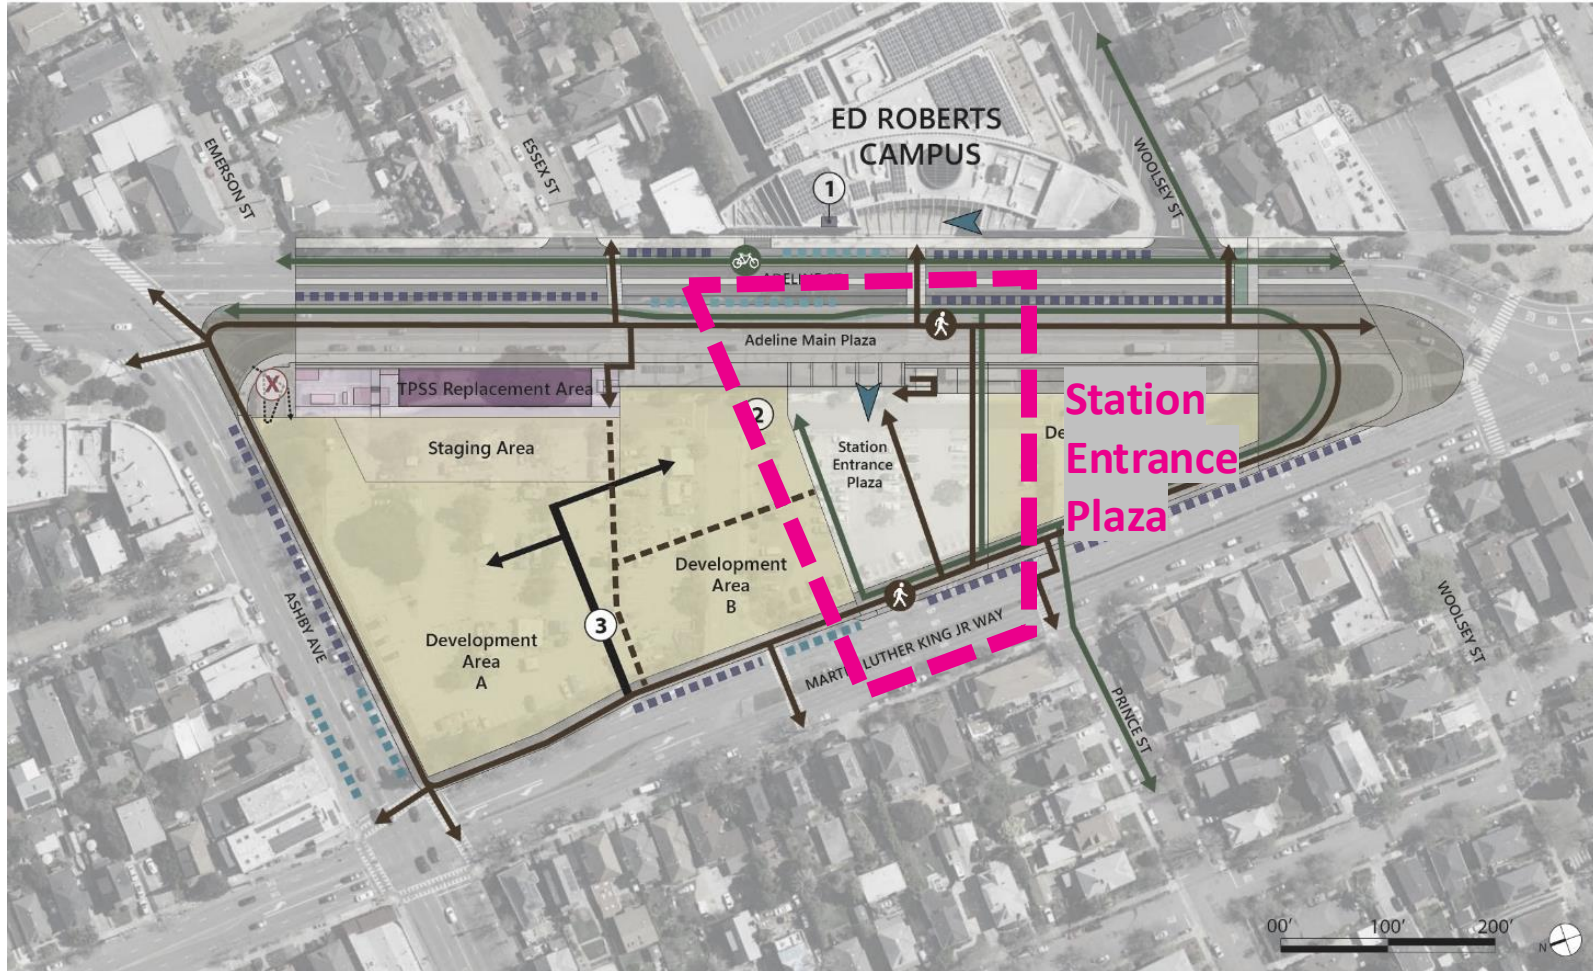 ED ROBERTS
CAMPUS
1
EMERSON ST
ESSEX ST
WOOLSEY ST
Adeline Main Plaza
X
TPSS Replacement Area
2
Staging Area
Station
Entrance
Plaza
Station
Entrance
Plaza
Development
Area
B
3
Development
Area
A
ASHBY AVE
LUTHER KING JR WAY
PRINCE ST
WOOLSEY ST
00'
100'
200'
N